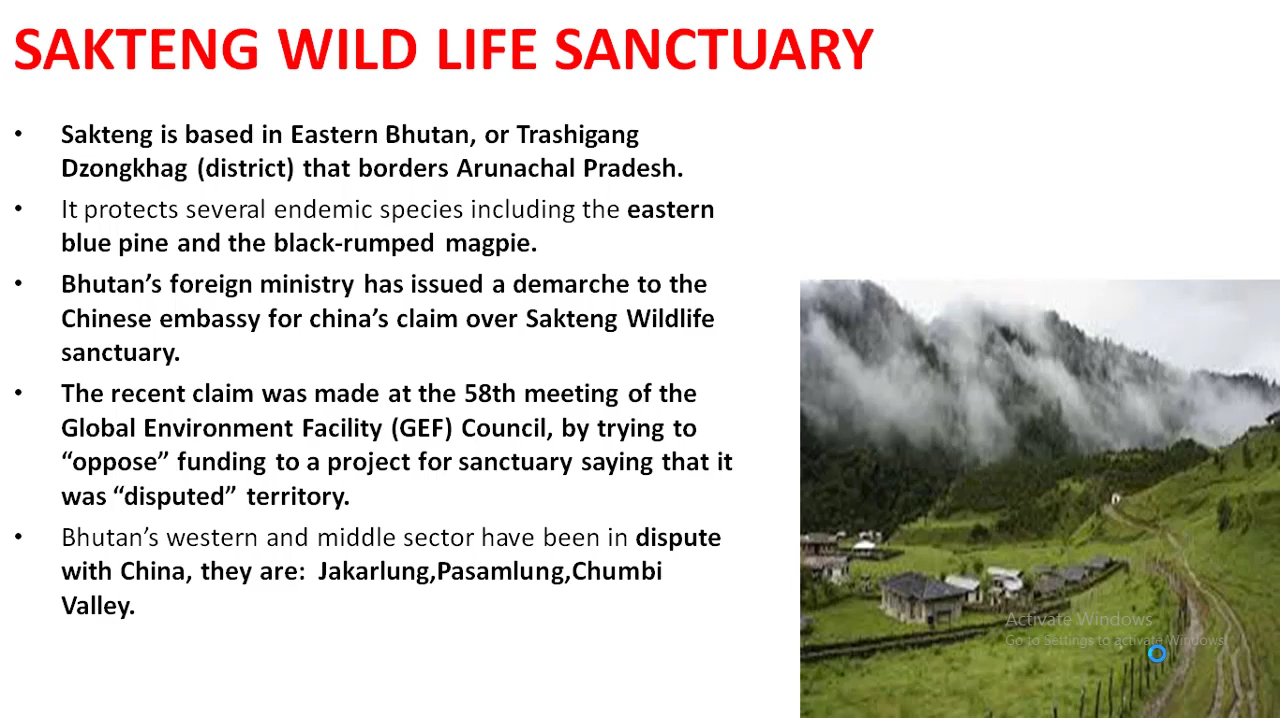 SAKTENG WILD LIFE SANCTUARY
• Sakteng is based in Eastern Bhutan, or Trashigang
Dzongkhag (district) that borders Arunachal Pradesh.
• It protects several endemic species including the eastern
blue pine and the black-rumped magpie.
• Bhutan’s foreign ministry has issued a demarche to the
Chinese embassy for china’s claim over Sakteng Wildlife
sanctuary.
• The recent claim was made at the 58th meeting of the
Global Environment Facility (GEF) Council, by trying to
“oppose” funding to a project for sanctuary saying that it
was “disputed” territory.
• Bhutan’s western and middle sector have been in dispute
with China, they are: Jakarlung,Pasamlung,Chumbi
Valley.
Activate Windows
Go to Settings to activate Windows.